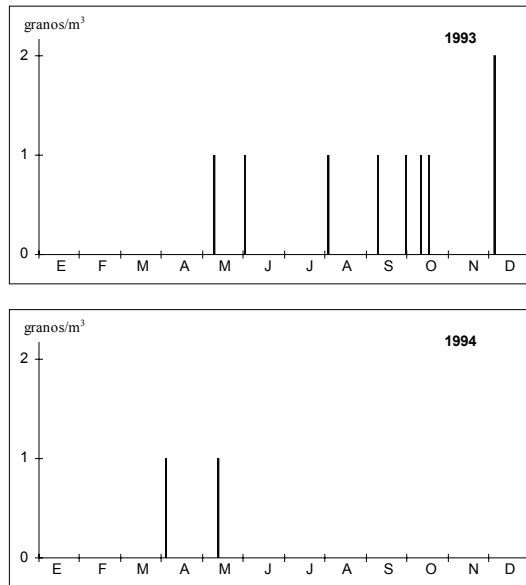 granos/m³
1993
2
1
0
E F M A M J J A S O N D
granos/m³
1994
2
1
0
E F M A M J J A S O N D